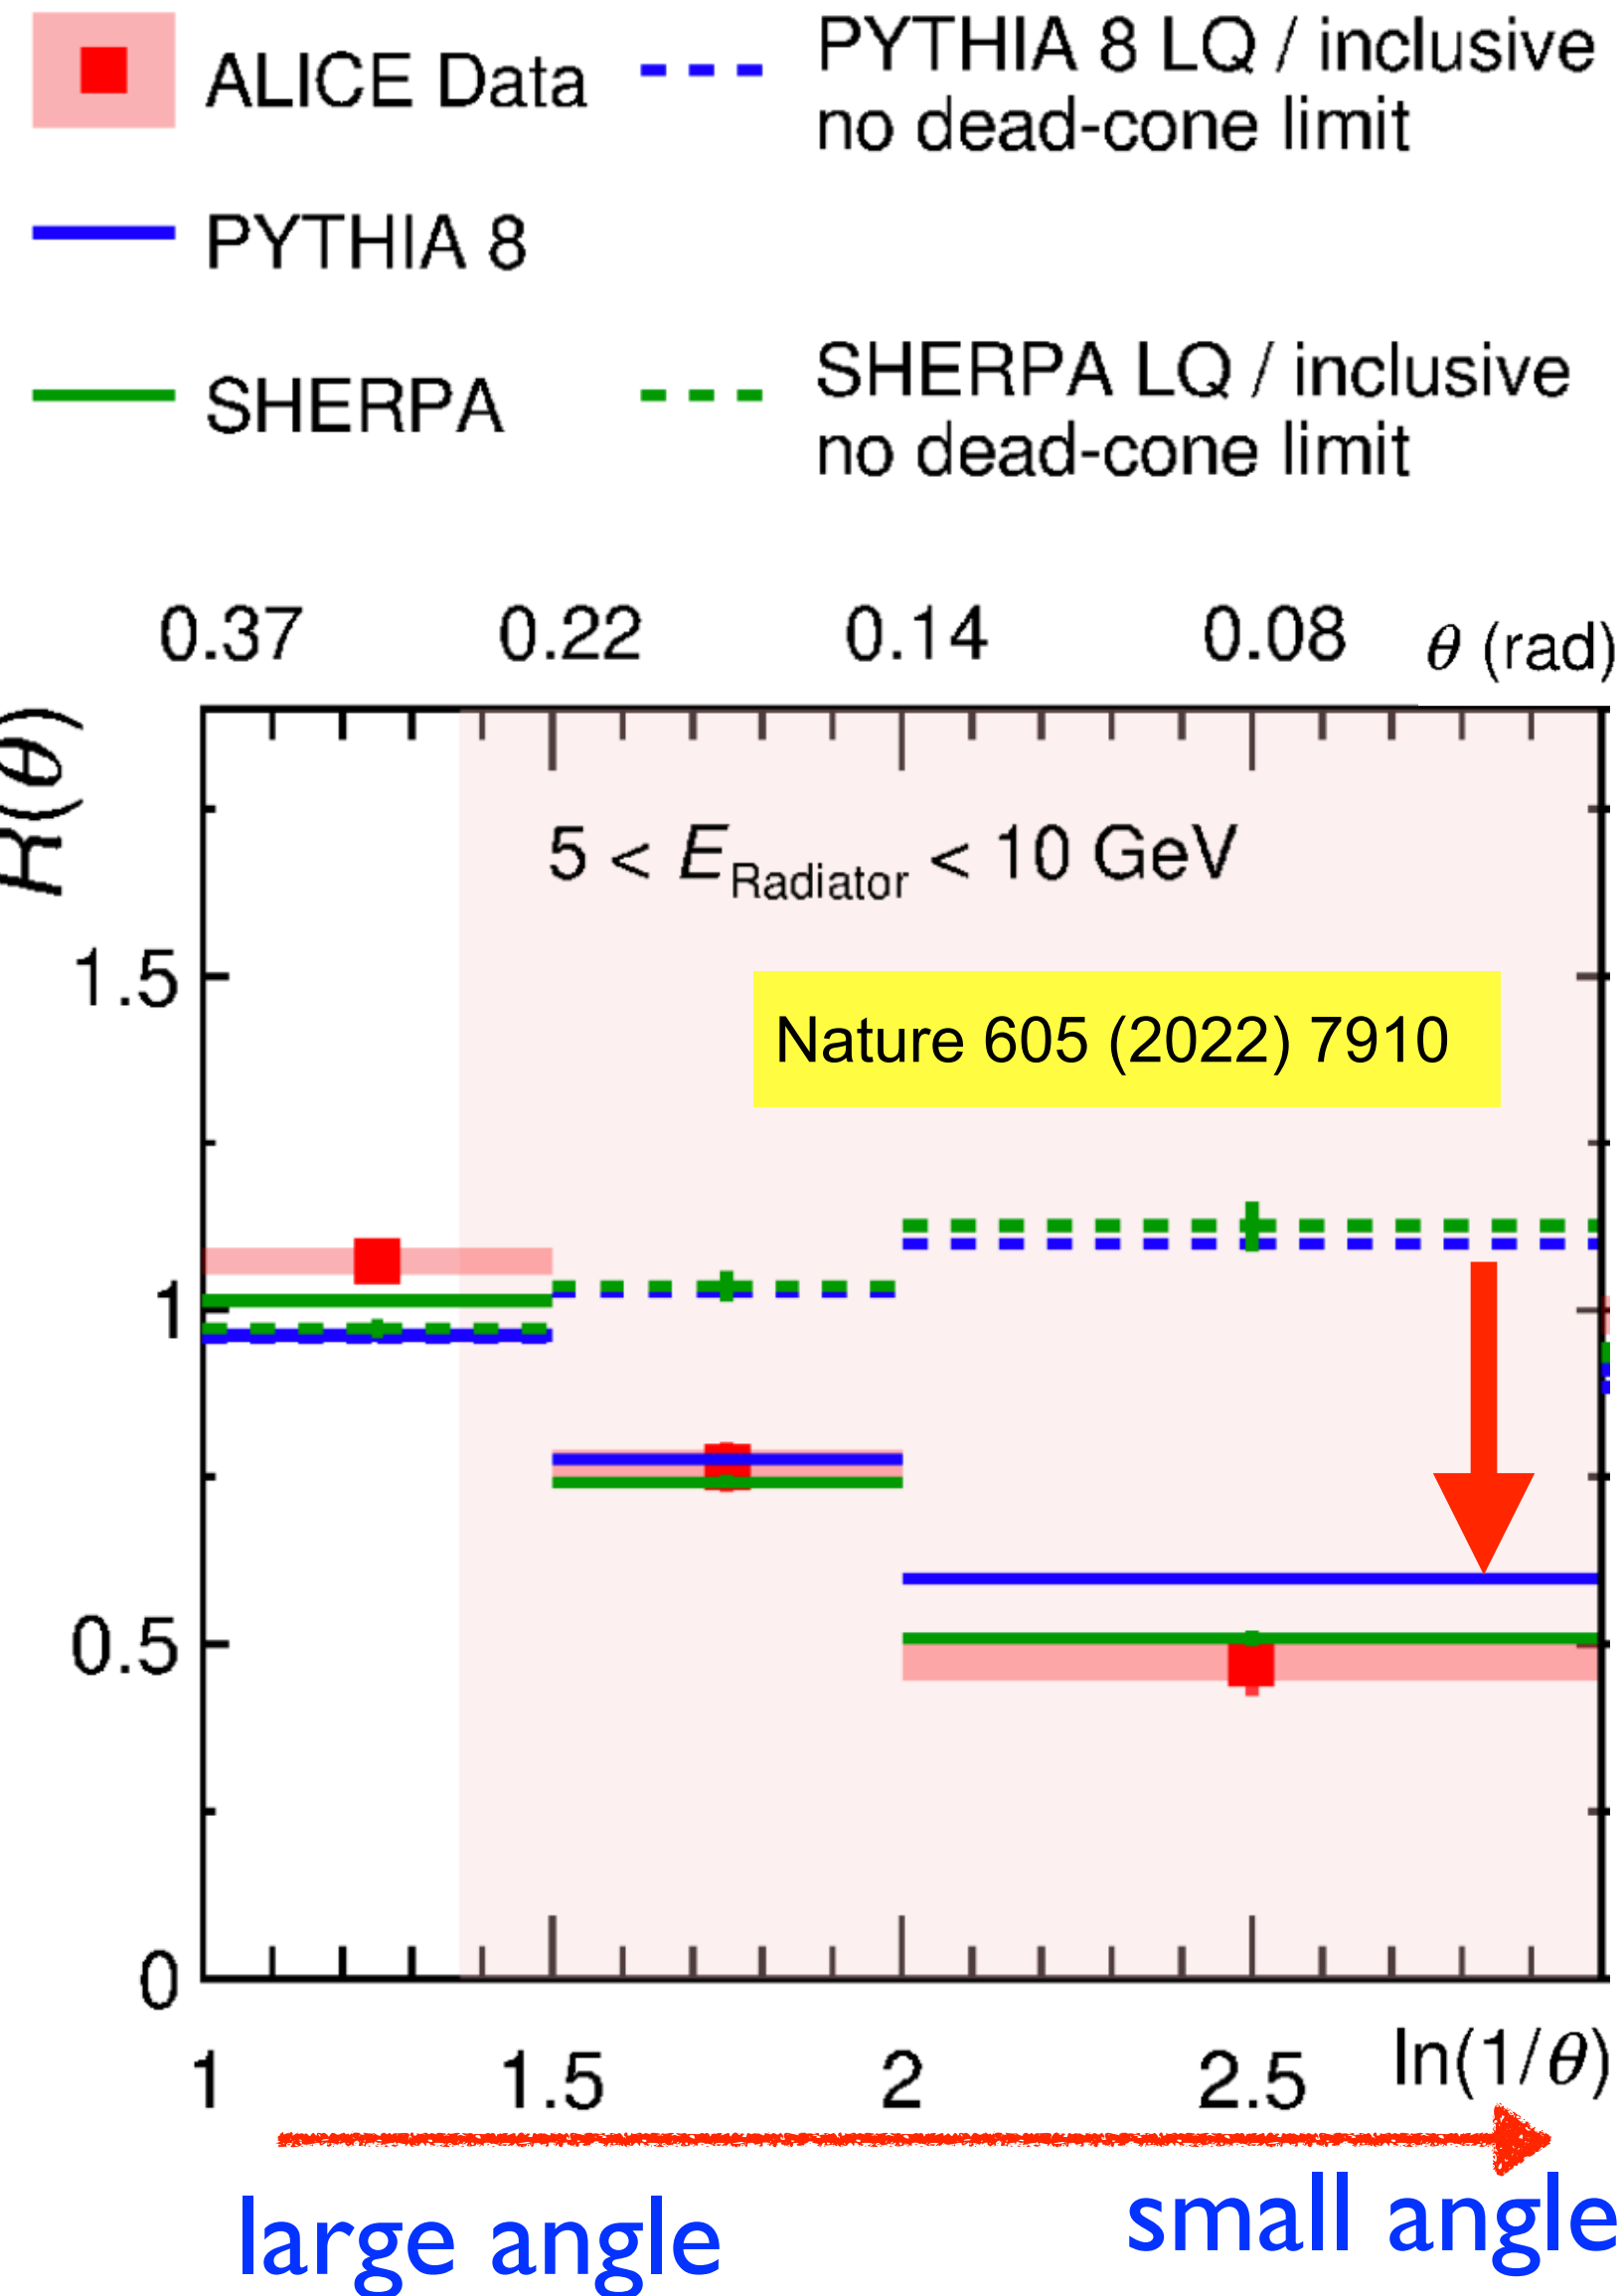 ALICE Data
PYTHIA 8 LQ / inclusive
no dead-cone limit
PYTHIA 8
SHERPA
SHERPA LQ / inclusive
no dead-cone limit
0.37 0.22 0.14 0.08 θ (rad)
R(θ)
5 < E_Radiator < 10 GeV
1.5
Nature 605 (2022) 7910
1
0.5
0
1 1.5 2 2.5 ln(1/θ)
large angle small angle